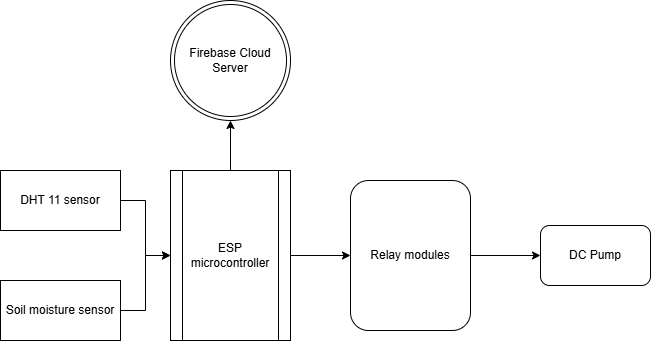 Firebase Cloud
Server
DHT 11 sensor
ESP
microcontroller
Relay modules
DC Pump
Soil moisture sensor